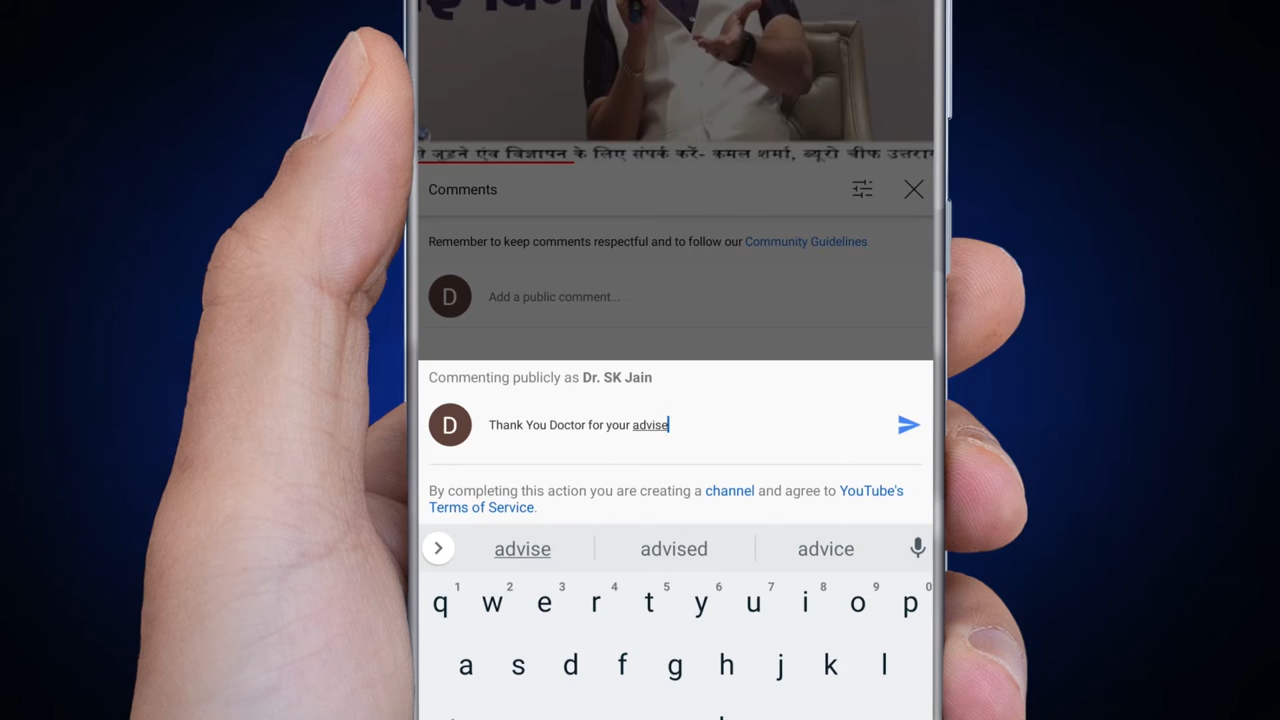 जुड़ने एंव विज्ञापन के लिए संपर्क करें- कमल शर्मा, ब्यूरो चीफ उत्तरा
Comments
Remember to keep comments respectful and to follow our Community Guidelines
D Add a public comment...
Commenting publicly as Dr. SK Jain
D Thank You Doctor for your advise
By completing this action you are creating a channel and agree to YouTube's
Terms of Service.
advise advised advice
1 2 3 4 5 6 7 8 9 0
q w e r t y u i o p
a s d f g h j k l